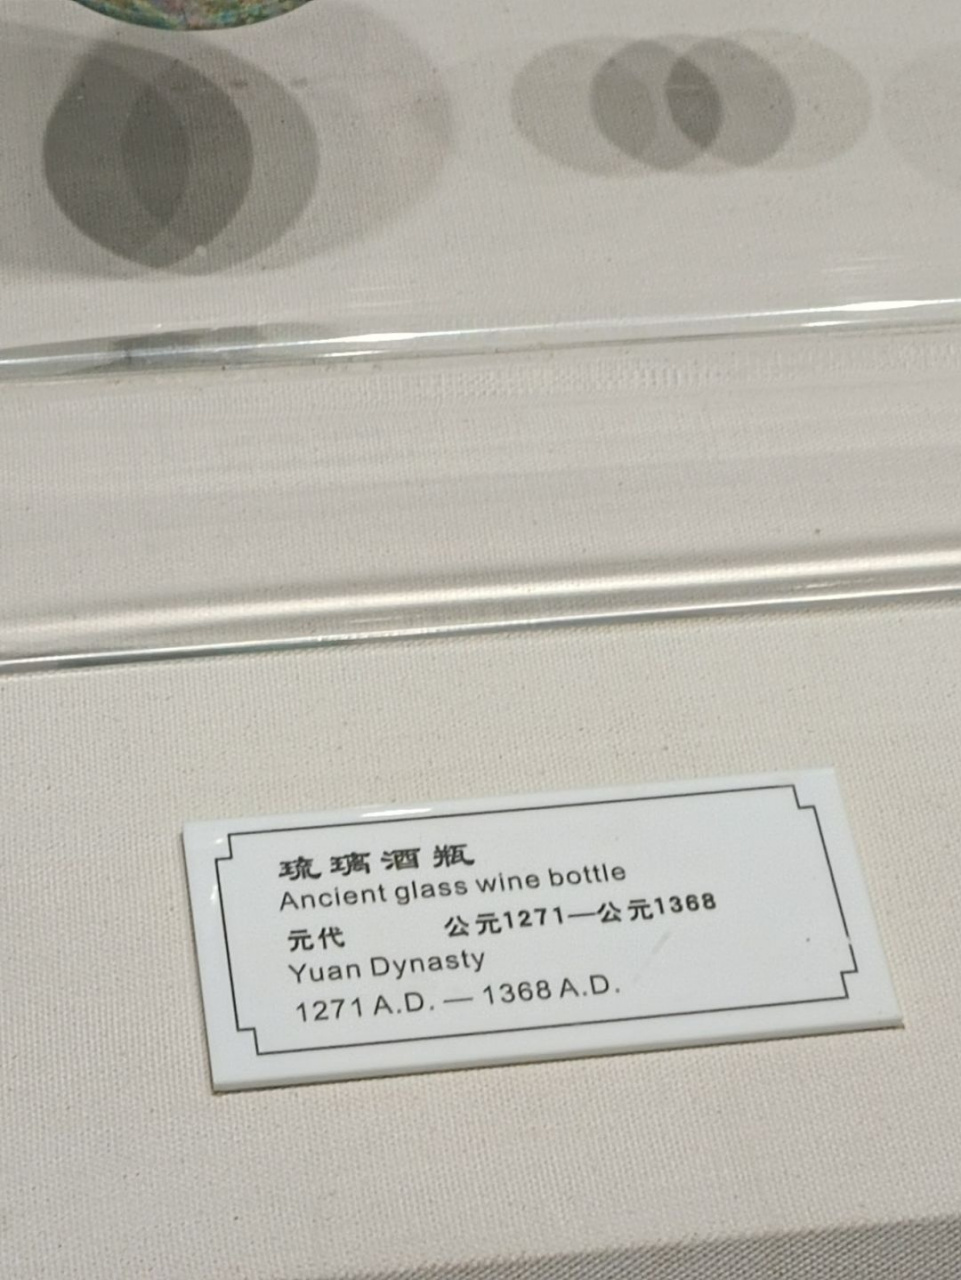 琉璃酒瓶
Ancient glass wine bottle
元代 公元1271—公元1368
Yuan Dynasty
1271 A.D. — 1368 A.D.